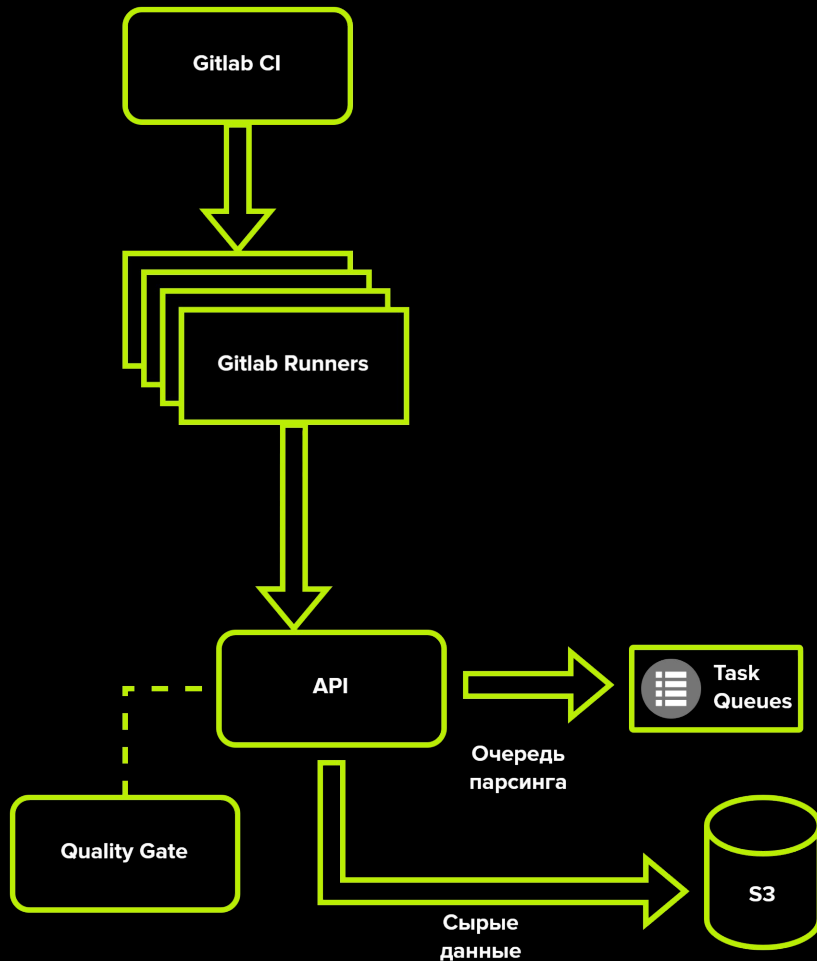 Gitlab CI
Gitlab Runners
API
Task
Queues
Очередь
парсинга
Quality Gate
S3
Сырые
данные